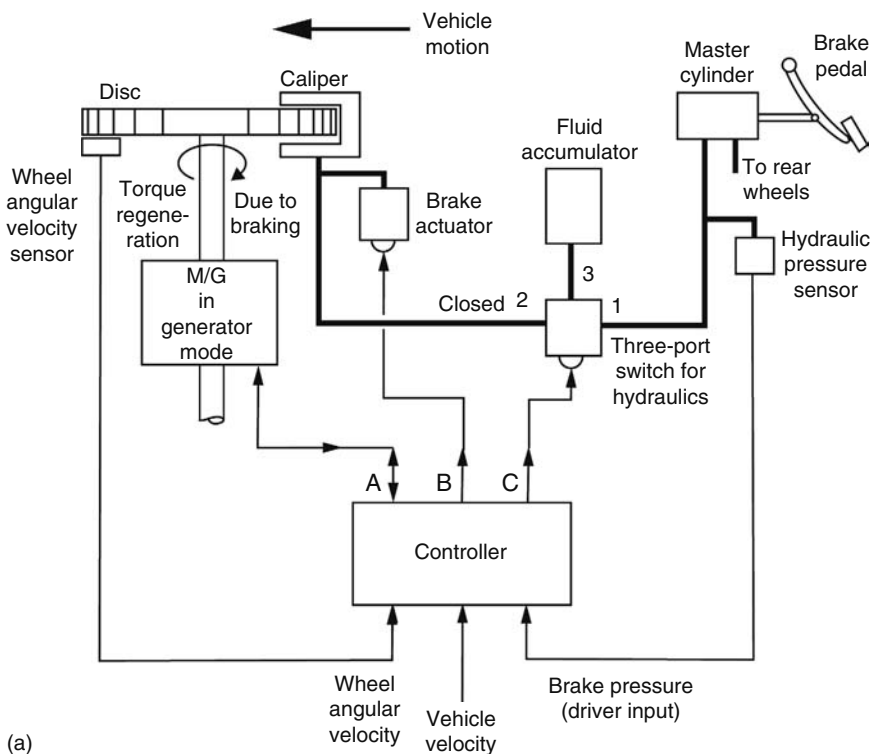 Vehicle
motion
Master
cylinder
Brake
pedal
Disc
Caliper
Fluid
accumulator
To rear
wheels
Wheel
angular
velocity
sensor
Torque
regene-
ration
Due to
braking
Brake
actuator
Hydraulic
pressure
sensor
M/G
in
generator
mode
3
Closed
2
1
Three-port
switch for
hydraulics
A
B
C
Controller
Wheel
angular
velocity
Vehicle
velocity
Brake pressure
(driver input)
(a)